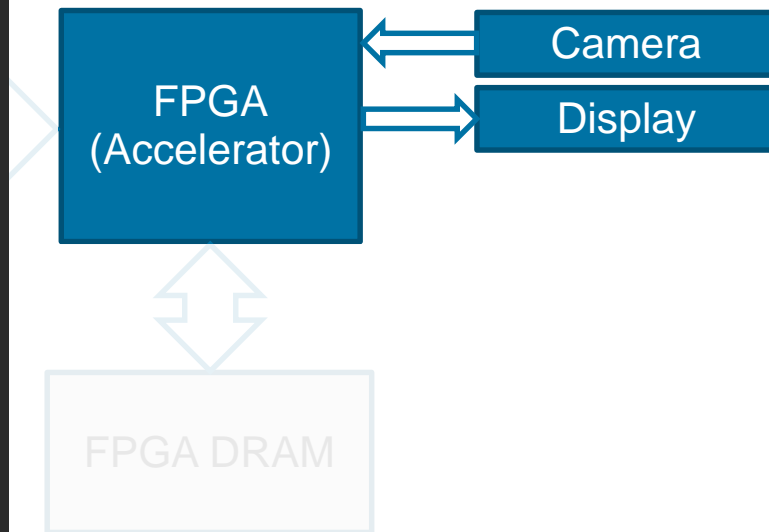 FPGA
(Accelerator)
Camera
Display
FPGA DRAM